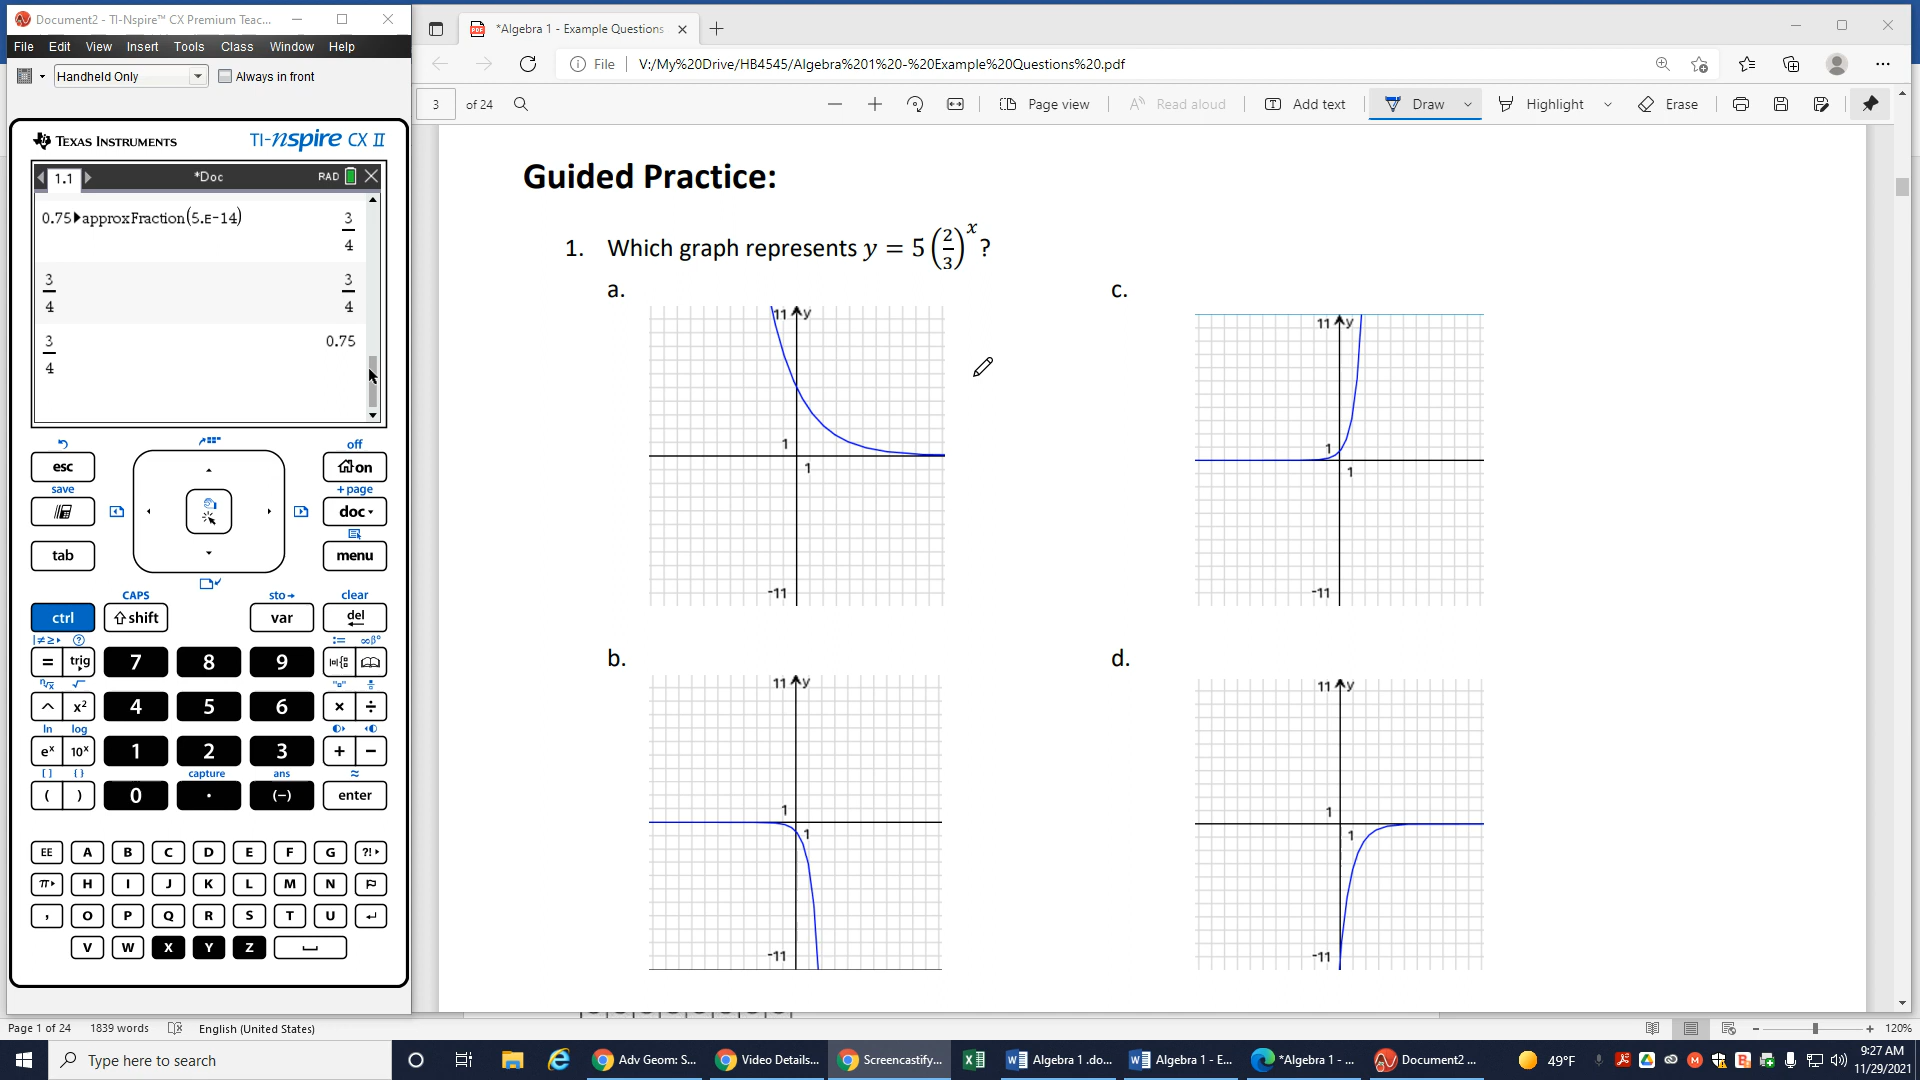 Document2 - TI-Nspire™ CX Premium Teac...
File Edit View Insert Tools Class Window Help
Handheld Only
Always in front
TEXAS INSTRUMENTS
TI-nspire CX II
1.1
*Doc
RAD
0.75▶approxFraction(5.E-14)
3/4
3/4
3/4
3/4
0.75
off
esc
on
save
+ page
doc
tab
menu
CAPS
sto→
clear
ctrl
shift
var
del
|≠≥▸
:=
∞β°
=
trig
7
8
9
ⁿ√x
√
^
x²
4
5
6
×
÷
ln
log
eˣ
10ˣ
1
2
3
+
−
[ ]
{ }
capture
ans
≈
(
)
0
.
(−)
enter
EE A B C D E F G ?!▸
π▸ H I J K L M N
, O P Q R S T U
V W X Y Z
*Algebra 1 - Example Questions
File
V:/My%20Drive/HB4545/Algebra%201%20-%20Example%20Questions%20.pdf
3 of 24
Page view
Read aloud
Add text
Draw
Highlight
Erase
Guided Practice:
1. Which graph represents y = 5(2/3)^x?
a.
11 y
1
1
-11
c.
11 y
1
1
-11
b.
11 y
1
1
-11
d.
11 y
1
1
-11
Page 1 of 24
1839 words
English (United States)
120%
Type here to search
Adv Geom: S...
Video Details...
Screencastify...
Algebra 1 .do...
Algebra 1 - E...
*Algebra 1 - ...
Document2 ...
49°F
9:27 AM
11/29/2021